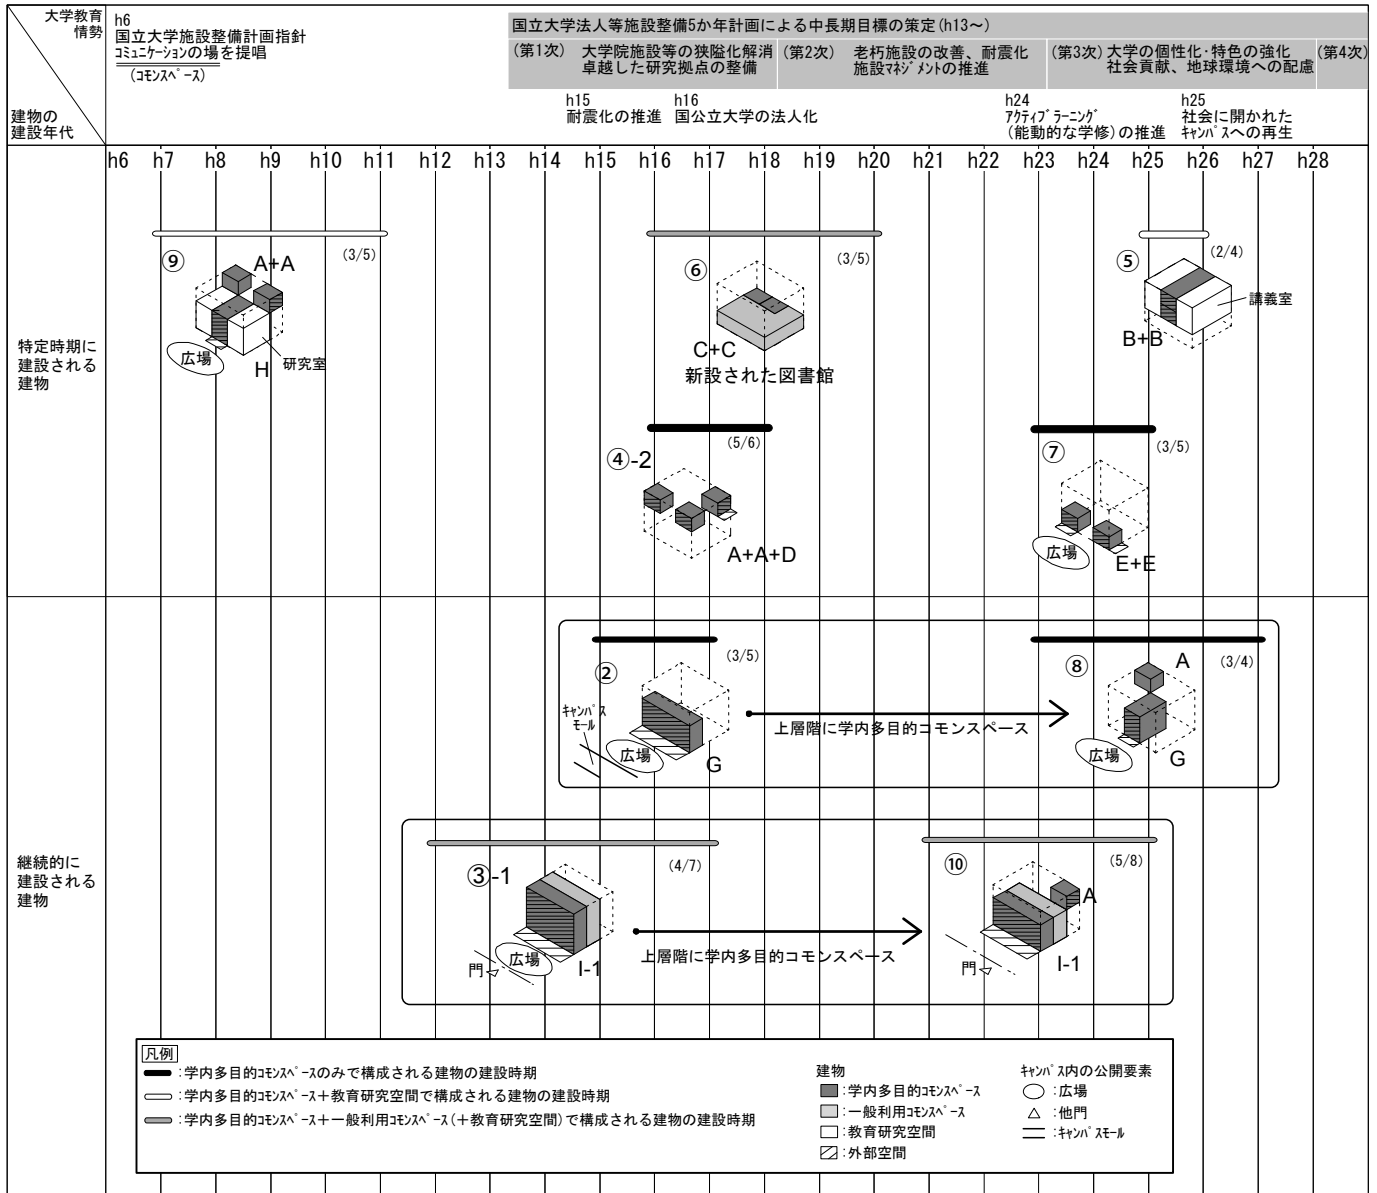 大学教育
情勢
建物の
建設年代
h6
国立大学施設整備計画指針
ｺﾐｭﾆｹｰｼｮﾝの場を提唱
(ｺﾓﾝｽﾍﾟｰｽ)
国立大学法人等施設整備5か年計画による中長期目標の策定(h13〜)
(第1次) 大学院施設等の狭隘化解消
卓越した研究拠点の整備
(第2次) 老朽施設の改善、耐震化
施設ﾏﾈｼﾞﾒﾝﾄの推進
(第3次) 大学の個性化･特色の強化
社会貢献、地球環境への配慮
(第4次)
h15
耐震化の推進
h16
国公立大学の法人化
h24
ｱｸﾃｨﾌﾞﾗｰﾆﾝｸﾞ
(能動的な学修)の推進
h25
社会に開かれた
ｷｬﾝﾊﾟｽへの再生
h6 h7 h8 h9 h10 h11 h12 h13 h14 h15 h16 h17 h18 h19 h20 h21 h22 h23 h24 h25 h26 h27 h28
特定時期に
建設される
建物
(3/5)
⑨
A+A
広場
H
研究室
(3/5)
⑥
C+C
新設された図書館
(2/4)
⑤
講義室
B+B
(5/6)
④-2
A+A+D
(3/5)
⑦
広場
E+E
継続的に
建設される
建物
(3/5)
②
ｷｬﾝﾊﾟｽ
ﾓｰﾙ
広場
G
上層階に学内多目的コモンスペース
(3/4)
⑧
A
広場
G
(4/7)
③-1
広場
門
I-1
上層階に学内多目的コモンスペース
(5/8)
⑩
A
門
I-1
凡例
:学内多目的ｺﾓﾝｽﾍﾟｰｽのみで構成される建物の建設時期
:学内多目的ｺﾓﾝｽﾍﾟｰｽ＋教育研究空間で構成される建物の建設時期
:学内多目的ｺﾓﾝｽﾍﾟｰｽ＋一般利用ｺﾓﾝｽﾍﾟｰｽ(＋教育研究空間)で構成される建物の建設時期
建物
:学内多目的ｺﾓﾝｽﾍﾟｰｽ
:一般利用ｺﾓﾝｽﾍﾟｰｽ
:教育研究空間
:外部空間
ｷｬﾝﾊﾟｽ内の公開要素
:広場
:他門
:ｷｬﾝﾊﾟｽﾓｰﾙ